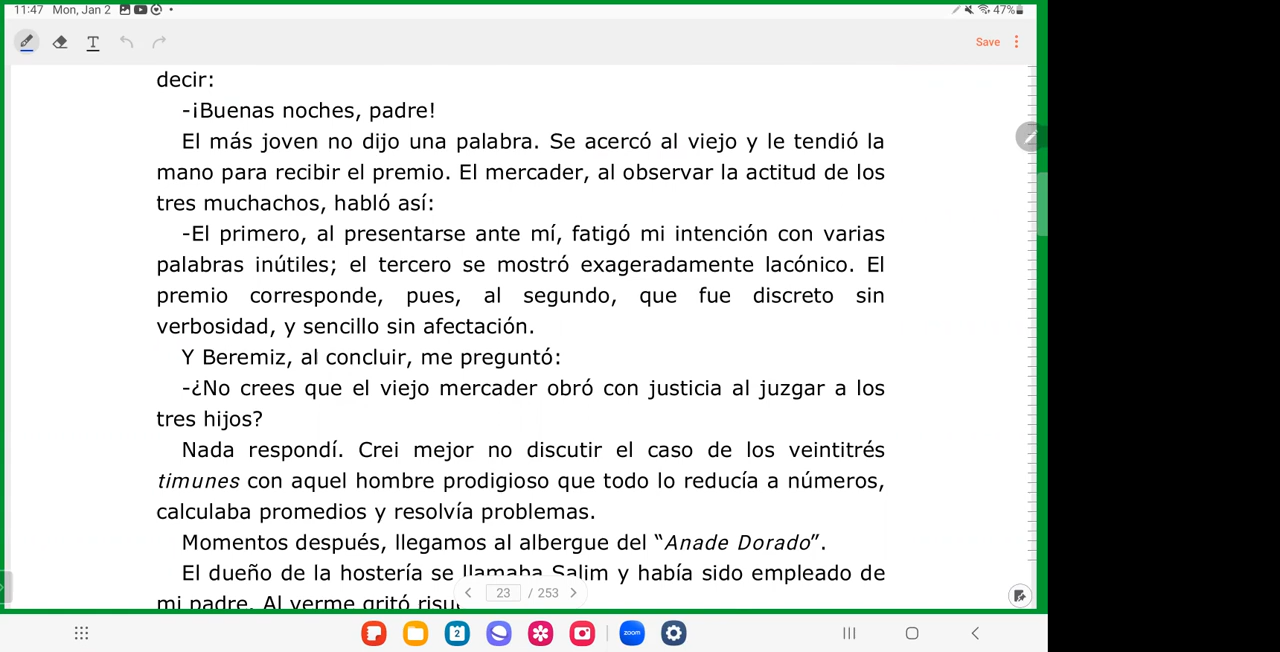 11:47 Mon, Jan 2
47%
T
Save
decir:
-¡Buenas noches, padre!
El más joven no dijo una palabra. Se acercó al viejo y le tendió la
mano para recibir el premio. El mercader, al observar la actitud de los
tres muchachos, habló así:
-El primero, al presentarse ante mí, fatigó mi intención con varias
palabras inútiles; el tercero se mostró exageradamente lacónico. El
premio corresponde, pues, al segundo, que fue discreto sin
verbosidad, y sencillo sin afectación.
Y Beremiz, al concluir, me preguntó:
-¿No crees que el viejo mercader obró con justicia al juzgar a los
tres hijos?
Nada respondí. Crei mejor no discutir el caso de los veintitrés
timunes con aquel hombre prodigioso que todo lo reducía a números,
calculaba promedios y resolvía problemas.
Momentos después, llegamos al albergue del “Anade Dorado”.
El dueño de la hostería se llamaba Salim y había sido empleado de
mi padre. Al verme gritó
23 / 253
2
zoom